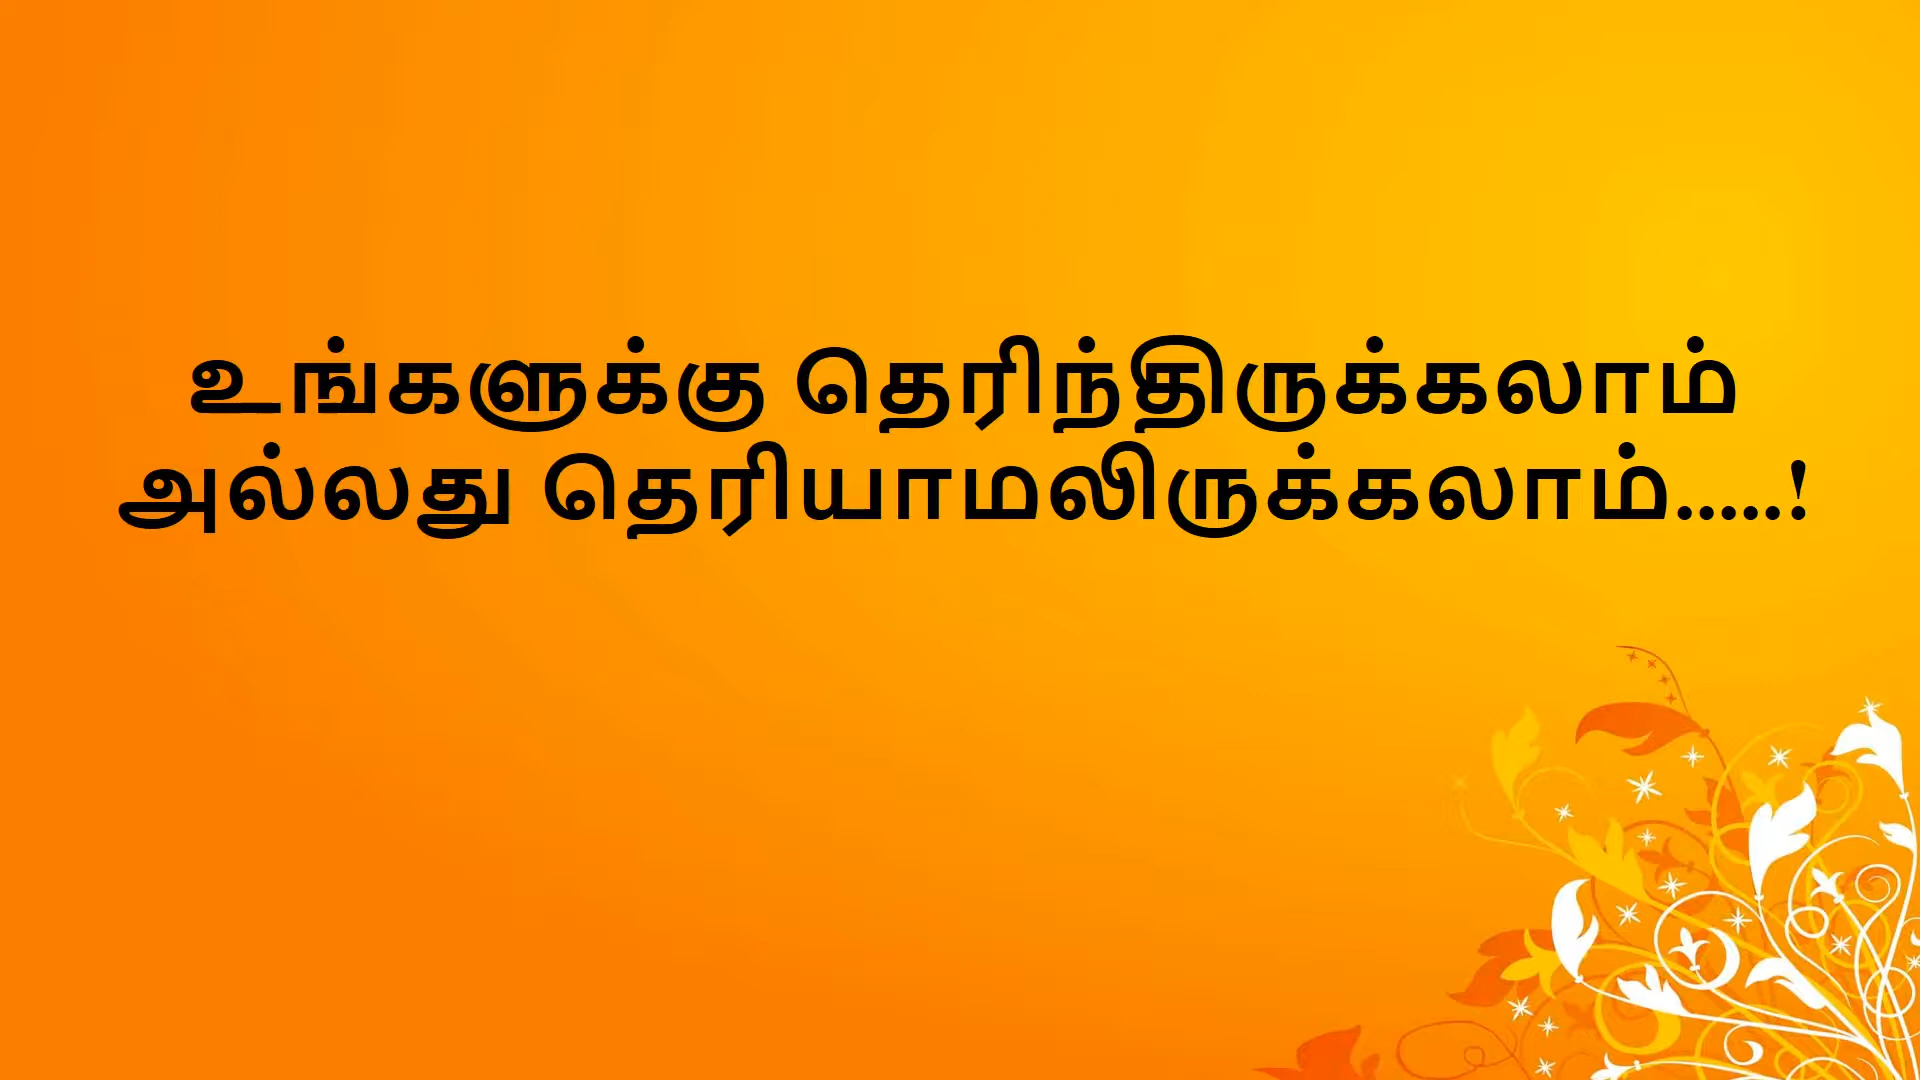 உங்களுக்கு தெரிந்திருக்கலாம்
அல்லது தெரியாமலிருக்கலாம்.....!